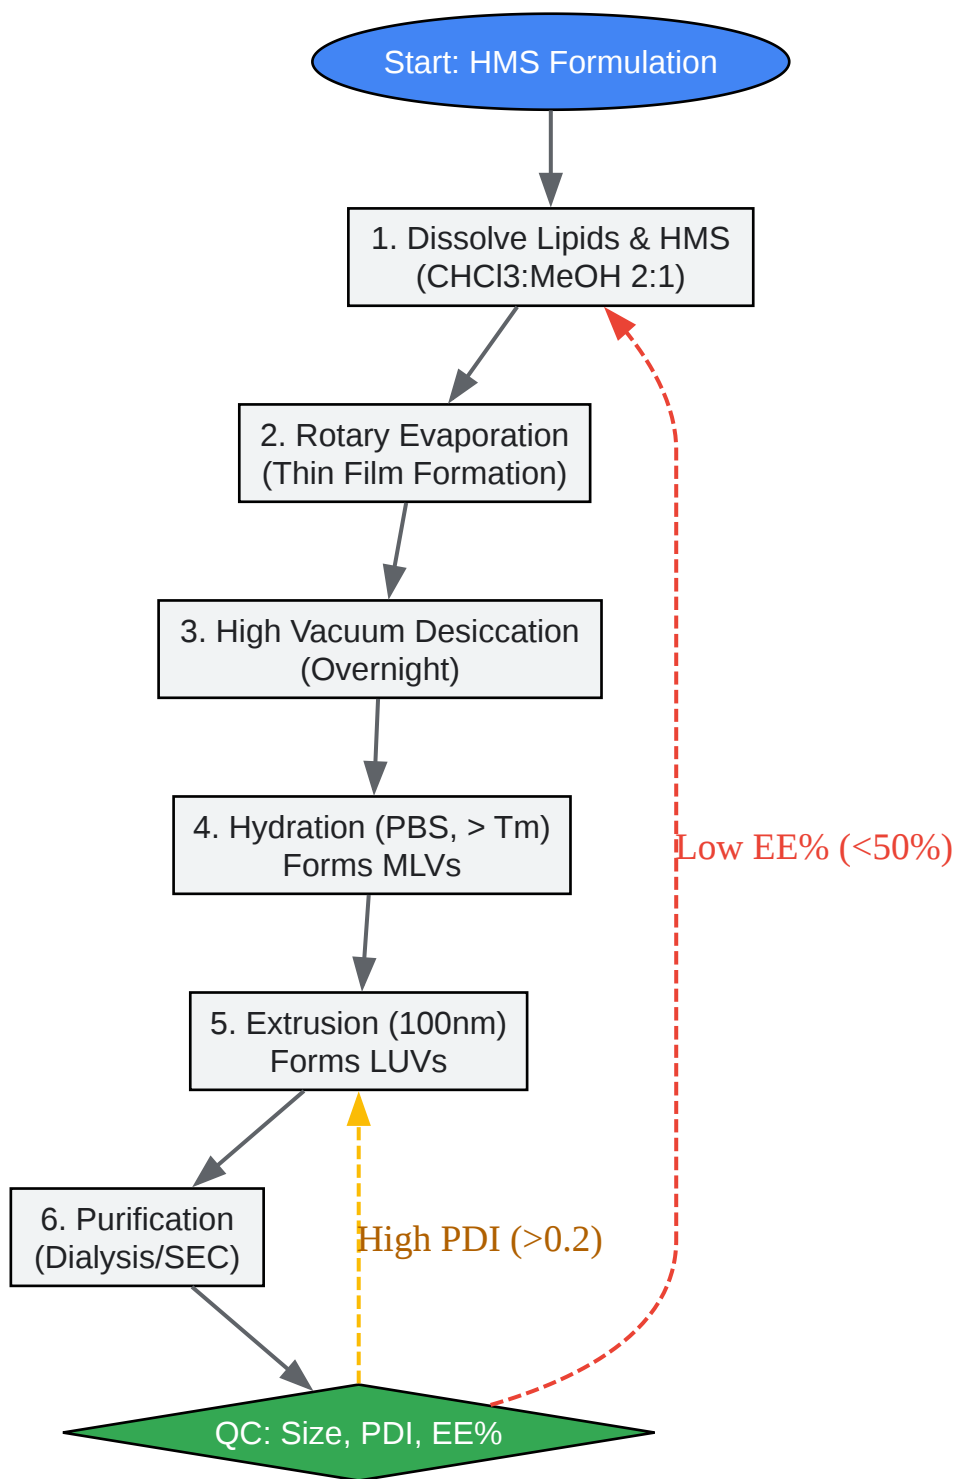 Start: HMS Formulation
1. Dissolve Lipids & HMS
(CHCl3:MeOH 2:1)
2. Rotary Evaporation
(Thin Film Formation)
3. High Vacuum Desiccation
(Overnight)
4. Hydration (PBS, > Tm)
Forms MLVs
Low EE% (<50%)
5. Extrusion (100nm)
Forms LUVs
6. Purification
(Dialysis/SEC)
High PDI (>0.2)
QC: Size, PDI, EE%